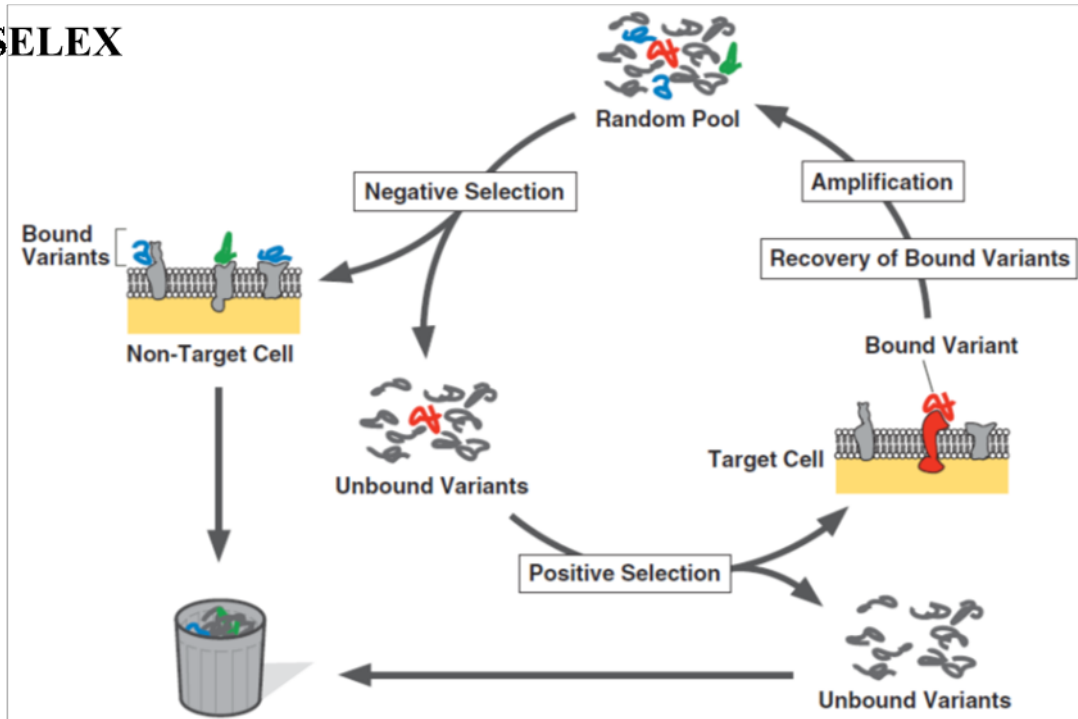 SELEX
Random Pool
Negative Selection
Amplification
Bound
Variants
Recovery of Bound Variants
Non-Target Cell
Bound Variant
Target Cell
Unbound Variants
Positive Selection
Unbound Variants